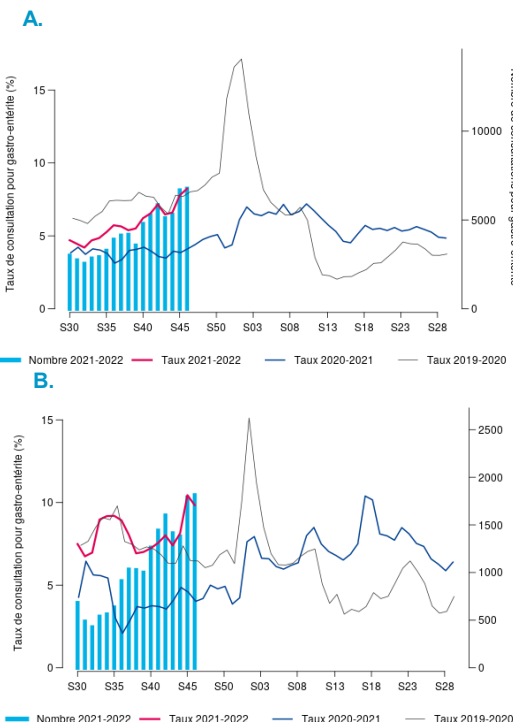 A.
Taux de consultation pour gastro-entérite (%)
15
10
5
0
10000
5000
0
S30 S35 S40 S45 S50 S03 S08 S13 S18 S23 S28
Nombre 2021-2022 Taux 2021-2022 Taux 2020-2021 Taux 2019-2020
B.
Taux de consultation pour gastro-entérite (%)
15
10
5
0
2500
2000
1500
1000
500
0
S30 S35 S40 S45 S50 S03 S08 S13 S18 S23 S28
Nombre 2021-2022 Taux 2021-2022 Taux 2020-2021 Taux 2019-2020